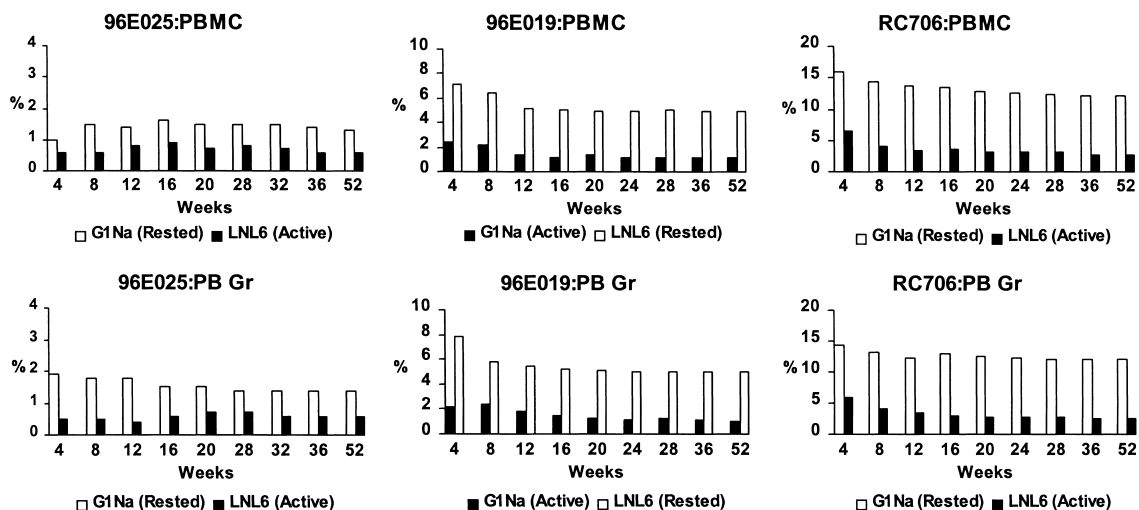 96E025:PBMC
4
3
2
1
0
%
4 8 12 16 20 28 32 36 52
Weeks
G1Na (Rested) LNL6 (Active)
96E019:PBMC
10
8
6
4
2
0
%
4 8 12 16 20 24 28 36 52
Weeks
G1Na (Active) LNL6 (Rested)
RC706:PBMC
20
15
10
5
0
%
4 8 12 16 20 24 28 36 52
Weeks
G1Na (Rested) LNL6 (Active)
96E025:PB Gr
4
3
2
1
0
%
4 8 12 16 20 28 32 36 52
Weeks
G1Na (Rested) LNL6 (Active)
96E019:PB Gr
10
8
6
4
2
0
%
4 8 12 16 20 24 28 36 52
Weeks
G1Na (Active) LNL6 (Rested)
RC706:PB Gr
20
15
10
5
0
%
4 8 12 16 20 24 28 36 52
Weeks
G1Na (Rested) LNL6 (Active)